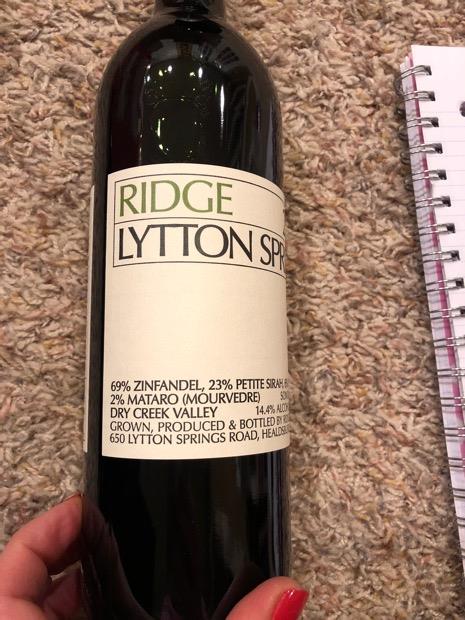 RIDGE
LYTTON SPR
69% ZINFANDEL, 23% PETITE SIRAH,
2% MATARO (MOURVEDRE)
DRY CREEK VALLEY 14.4% ALCO
GROWN, PRODUCED & BOTTLED BY
650 LYTTON SPRINGS ROAD, HEALDSB